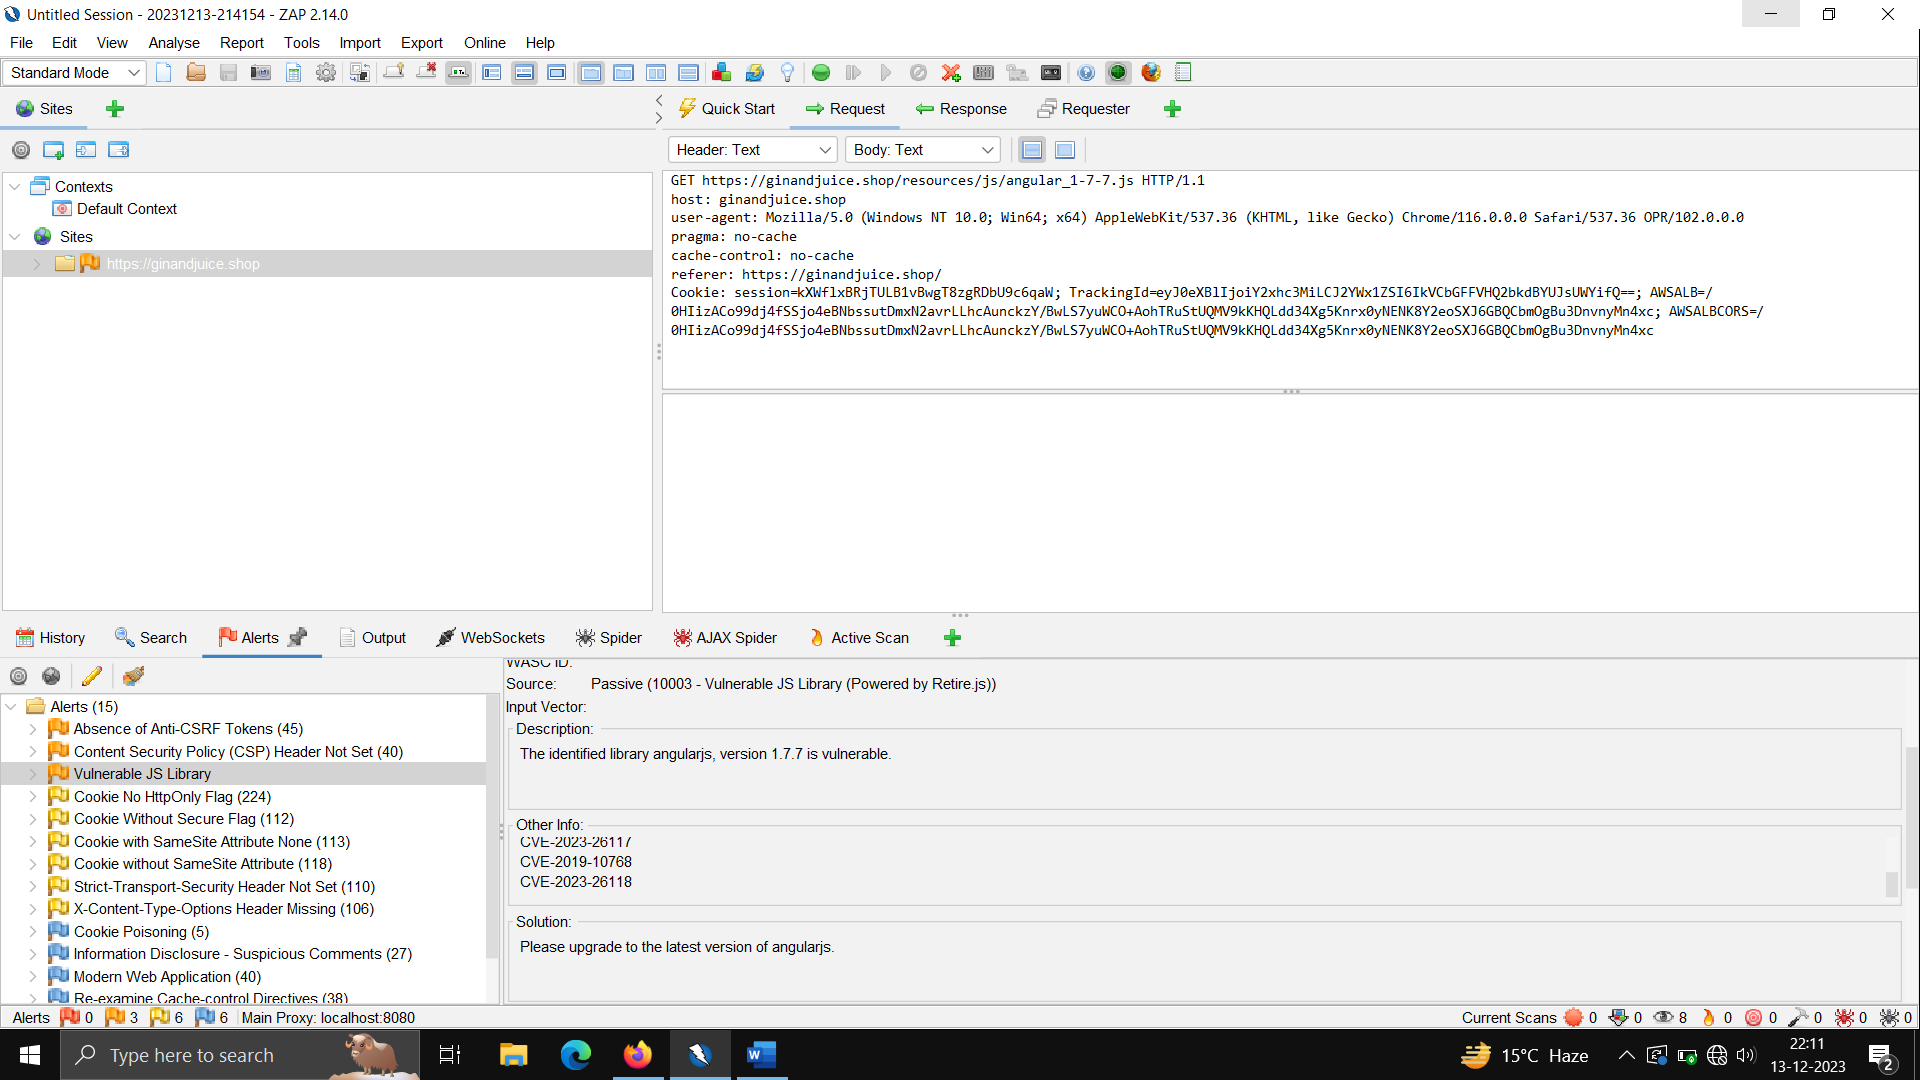 Untitled Session - 20231213-214154 - ZAP 2.14.0
File Edit View Analyse Report Tools Import Export Online Help
Standard Mode
Sites
Quick Start Request Response Requester
Header: Text Body: Text
Contexts
Default Context
Sites
https://ginandjuice.shop
GET https://ginandjuice.shop/resources/js/angular_1-7-7.js HTTP/1.1
host: ginandjuice.shop
user-agent: Mozilla/5.0 (Windows NT 10.0; Win64; x64) AppleWebKit/537.36 (KHTML, like Gecko) Chrome/116.0.0.0 Safari/537.36 OPR/102.0.0.0
pragma: no-cache
cache-control: no-cache
referer: https://ginandjuice.shop/
Cookie: session=kXWflxBRjTULB1vBwgT8zgRDbU9c6qaW; TrackingId=eyJ0eXBlIjoiY2xhc3MiLCJ2YWx1ZSI6IkVCbGFFVHQ2bkdBYUJsUWYifQ==; AWSALB=/
0HIizACo99dj4fSSjo4eBNbssutDmxN2avrLLhcAunckzY/BwLS7yuWCO+AohTRuStUQMV9kKHQLdd34Xg5Knrx0yNENK8Y2eoSXJ6GBQCbmOgBu3DnvnyMn4xc; AWSALBCORS=/
0HIizACo99dj4fSSjo4eBNbssutDmxN2avrLLhcAunckzY/BwLS7yuWCO+AohTRuStUQMV9kKHQLdd34Xg5Knrx0yNENK8Y2eoSXJ6GBQCbmOgBu3DnvnyMn4xc
History Search Alerts Output WebSockets Spider AJAX Spider Active Scan
Alerts (15)
Absence of Anti-CSRF Tokens (45)
Content Security Policy (CSP) Header Not Set (40)
Vulnerable JS Library
Cookie No HttpOnly Flag (224)
Cookie Without Secure Flag (112)
Cookie with SameSite Attribute None (113)
Cookie without SameSite Attribute (118)
Strict-Transport-Security Header Not Set (110)
X-Content-Type-Options Header Missing (106)
Cookie Poisoning (5)
Information Disclosure - Suspicious Comments (27)
Modern Web Application (40)
Re-examine Cache-control Directives (38)
WASC ID:
Source: Passive (10003 - Vulnerable JS Library (Powered by Retire.js))
Input Vector:
Description:
The identified library angularjs, version 1.7.7 is vulnerable.
Other Info:
CVE-2023-26117
CVE-2019-10768
CVE-2023-26118
Solution:
Please upgrade to the latest version of angularjs.
Alerts 0 3 6 6 Main Proxy: localhost:8080
Current Scans 0 0 8 0 0 0 0 0
Type here to search
15°C Haze
22:11
13-12-2023
2